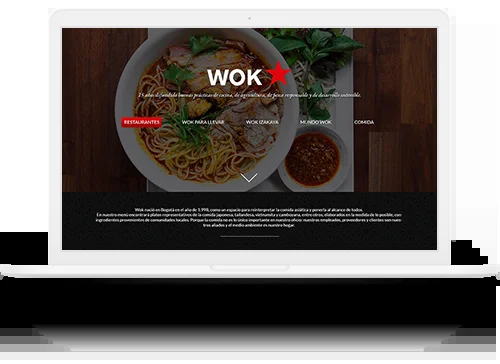 WOK
15 años difundiendo buenas prácticas de cocina, de agricultura, de pesca responsable y de desarrollo sostenible.
RESTAURANTES WOK PARA LLEVAR WOK IZAKAYA MUNDO WOK COMIDA
Wok nació en Bogotá en el año de 1.998, como un espacio para reinterpretar la comida asiática y ponerla al alcance de todos.
En nuestro menú encontrará platos representativos de la comida japonesa, tailandesa, vietnamita y camboyana, entre otros, elaborados en la medida de lo posible, con
ingredientes provenientes de comunidades locales. Porque la comida no es lo único importante en nuestro oficio: nuestros empleados, proveedores y clientes son nues-
tros aliados y el medio ambiente es nuestro hogar.